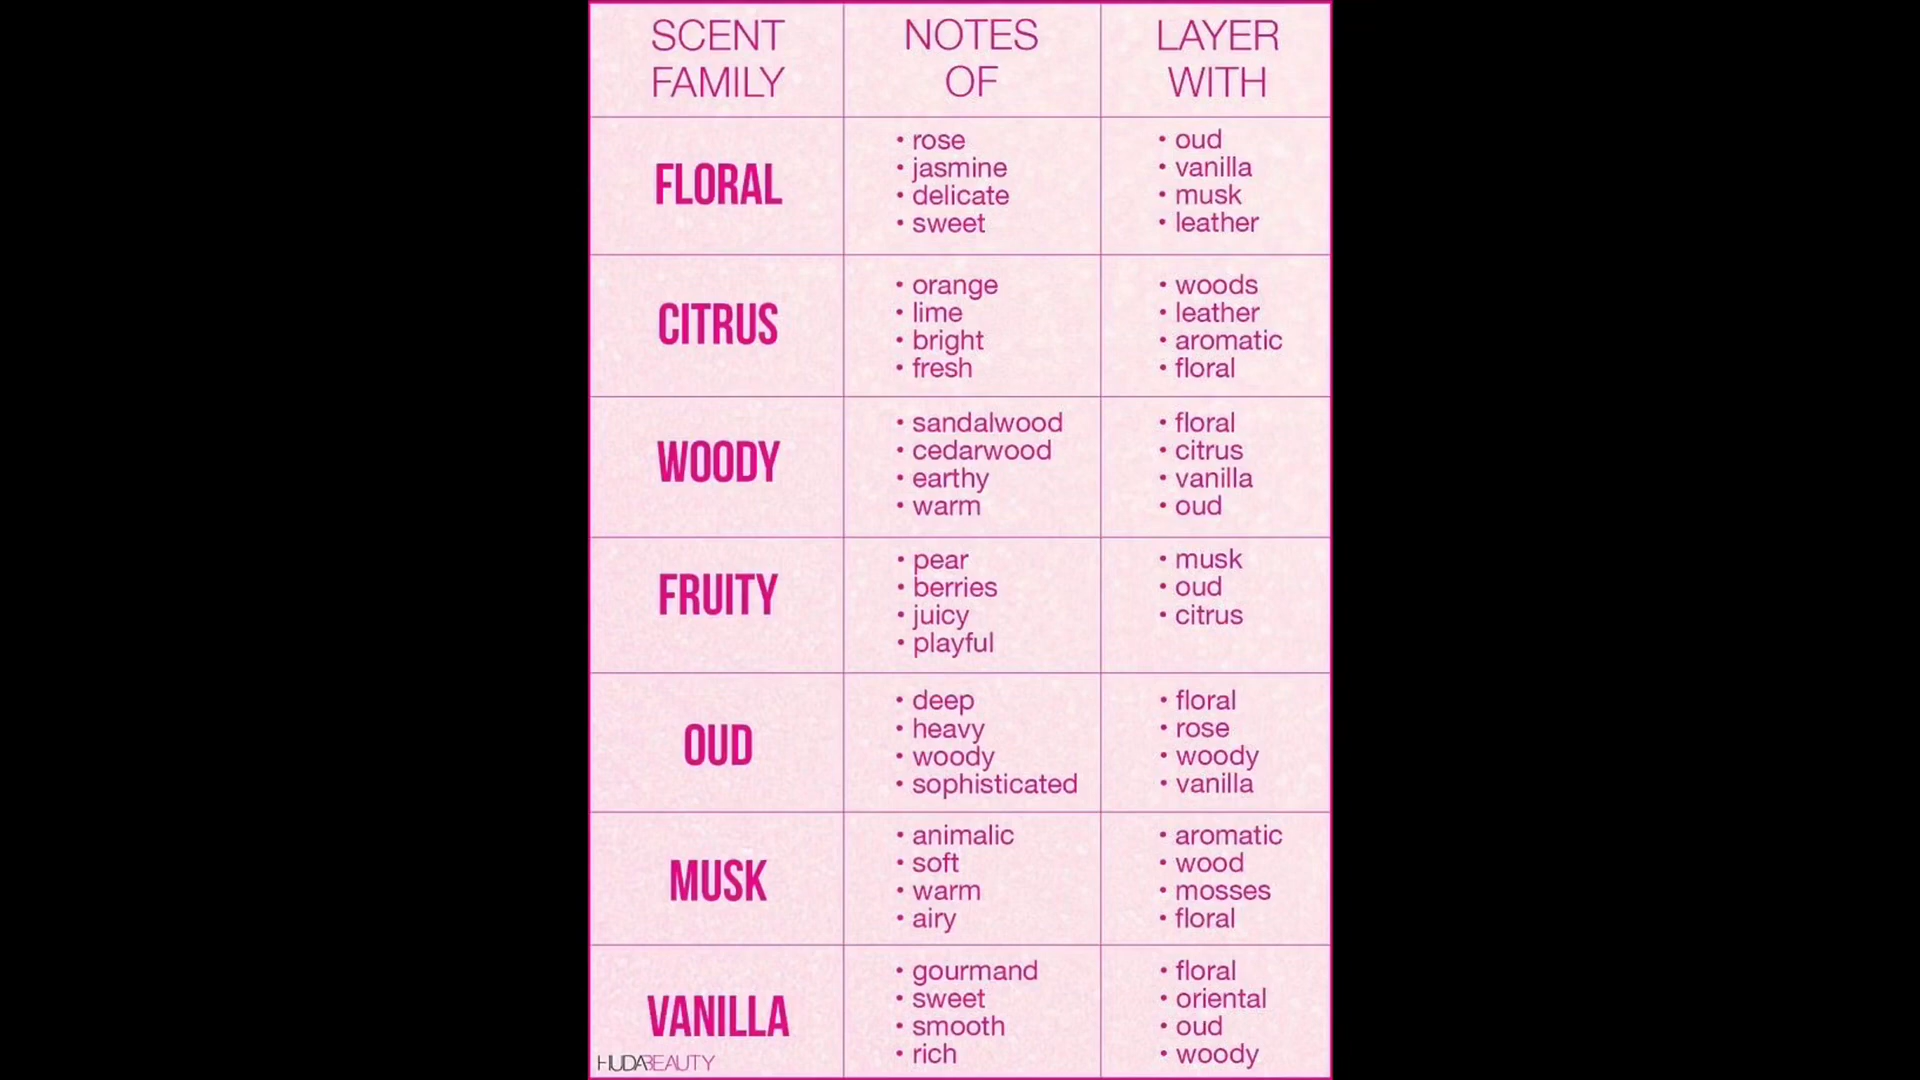 SCENT
FAMILY
NOTES
OF
LAYER
WITH
FLORAL
• rose
• jasmine
• delicate
• sweet
• oud
• vanilla
• musk
• leather
CITRUS
• orange
• lime
• bright
• fresh
• woods
• leather
• aromatic
• floral
WOODY
• sandalwood
• cedarwood
• earthy
• warm
• floral
• citrus
• vanilla
• oud
FRUITY
• pear
• berries
• juicy
• playful
• musk
• oud
• citrus
OUD
• deep
• heavy
• woody
• sophisticated
• floral
• rose
• woody
• vanilla
MUSK
• animalic
• soft
• warm
• airy
• aromatic
• wood
• mosses
• floral
VANILLA
• gourmand
• sweet
• smooth
• rich
• floral
• oriental
• oud
• woody
HUDABEAUTY